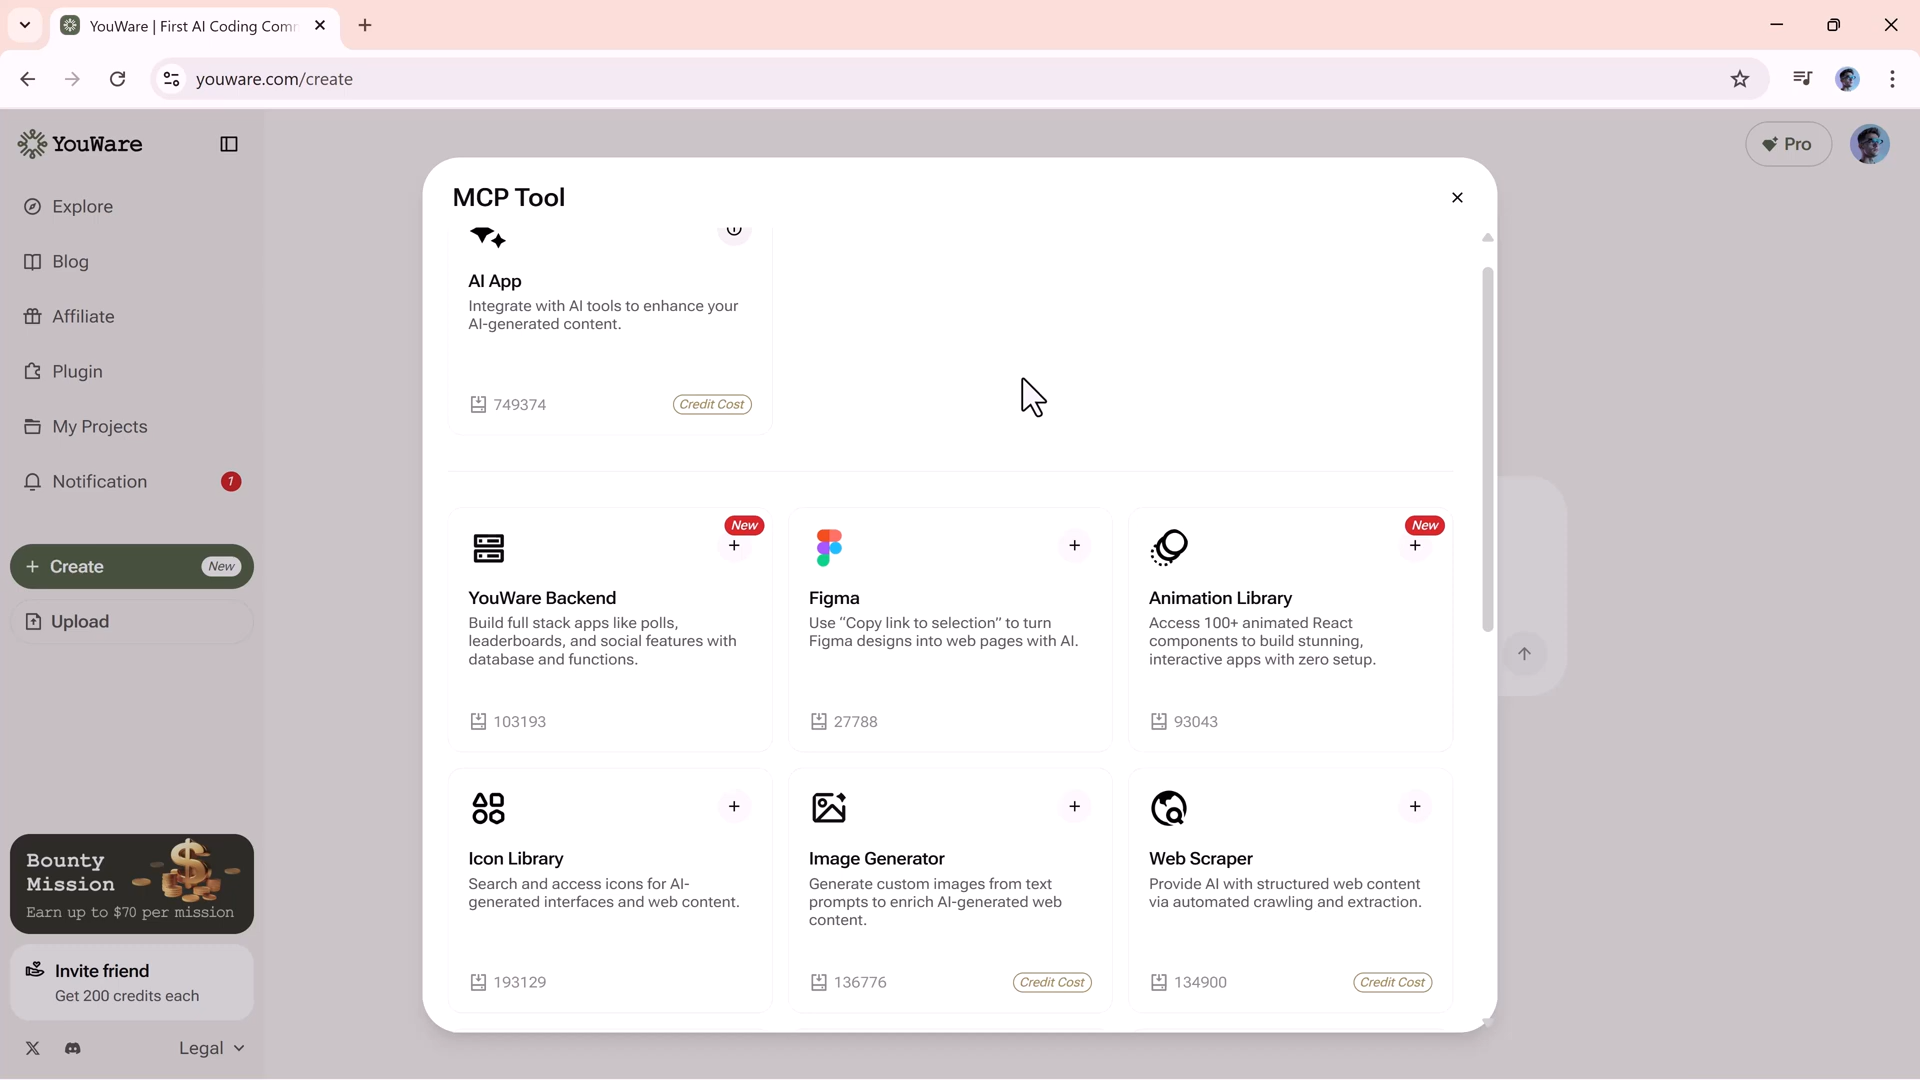 YouWare | First AI Coding Com
youware.com/create
YouWare
Pro
Explore
Blog
Affiliate
Plugin
My Projects
Notification
1
+ Create
New
Upload
Bounty
Mission
Earn up to $70 per mission
Invite friend
Get 200 credits each
Legal
MCP Tool
AI App
Integrate with AI tools to enhance your
AI-generated content.
749374
Credit Cost
New
YouWare Backend
Build full stack apps like polls,
leaderboards, and social features with
database and functions.
103193
Figma
Use “Copy link to selection” to turn
Figma designs into web pages with AI.
27788
New
Animation Library
Access 100+ animated React
components to build stunning,
interactive apps with zero setup.
93043
Icon Library
Search and access icons for AI-
generated interfaces and web content.
193129
Image Generator
Generate custom images from text
prompts to enrich AI-generated web
content.
136776
Credit Cost
Web Scraper
Provide AI with structured web content
via automated crawling and extraction.
134900
Credit Cost